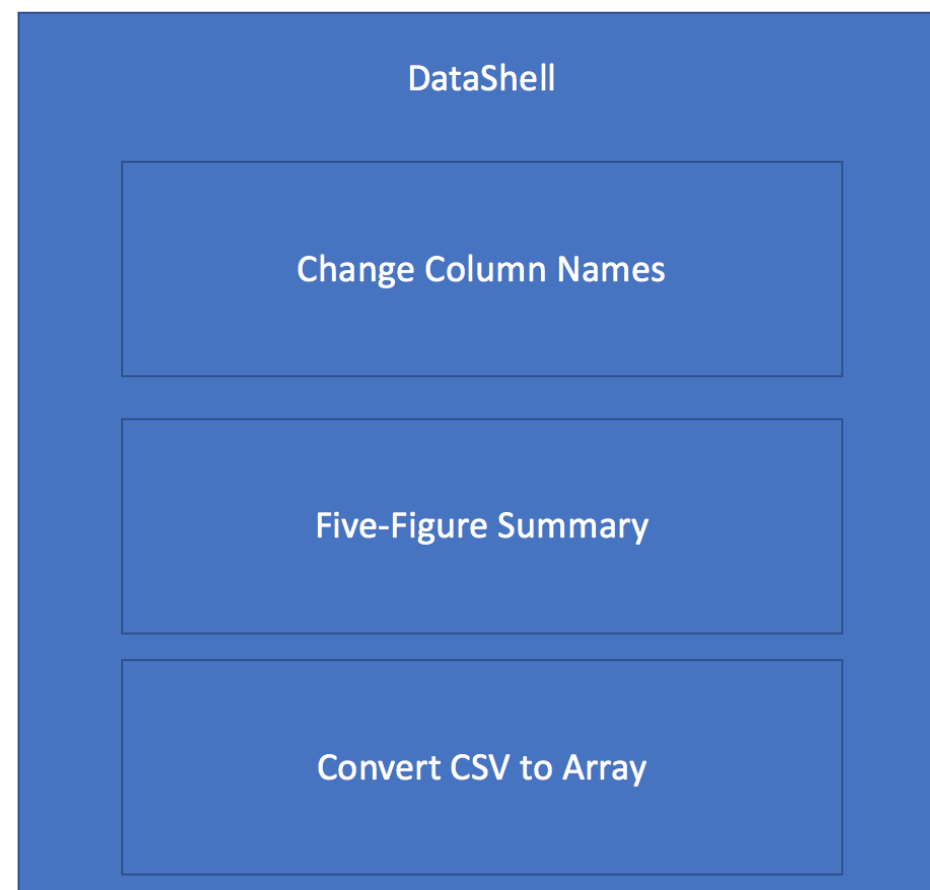 DataShell
Change Column Names
Five-Figure Summary
Convert CSV to Array